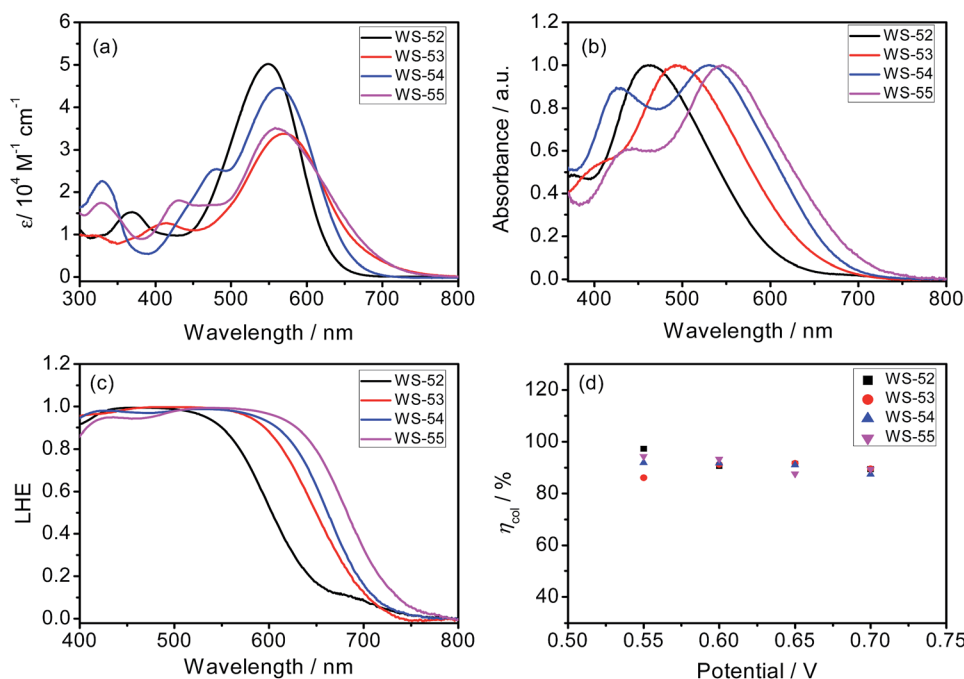 (a)
WS-52
WS-53
WS-54
WS-55
ε/ 10⁴ M⁻¹ cm⁻¹
6
5
4
3
2
1
0
300 400 500 600 700 800
Wavelength / nm
(b)
WS-52
WS-53
WS-54
WS-55
Absorbance / a.u.
1.2
1.0
0.8
0.6
0.4
0.2
0.0
400 500 600 700 800
Wavelength / nm
(c)
WS-52
WS-53
WS-54
WS-55
LHE
1.2
1.0
0.8
0.6
0.4
0.2
0.0
400 500 600 700 800
Wavelength / nm
(d)
WS-52
WS-53
WS-54
WS-55
ηcol / %
120
100
80
60
40
0.50 0.55 0.60 0.65 0.70 0.75
Potential / V